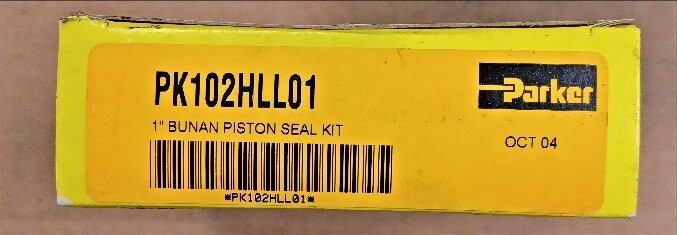 PK102HLL01
Parker
1" BUNAN PISTON SEAL KIT
OCT 04
*PK102HLL01*